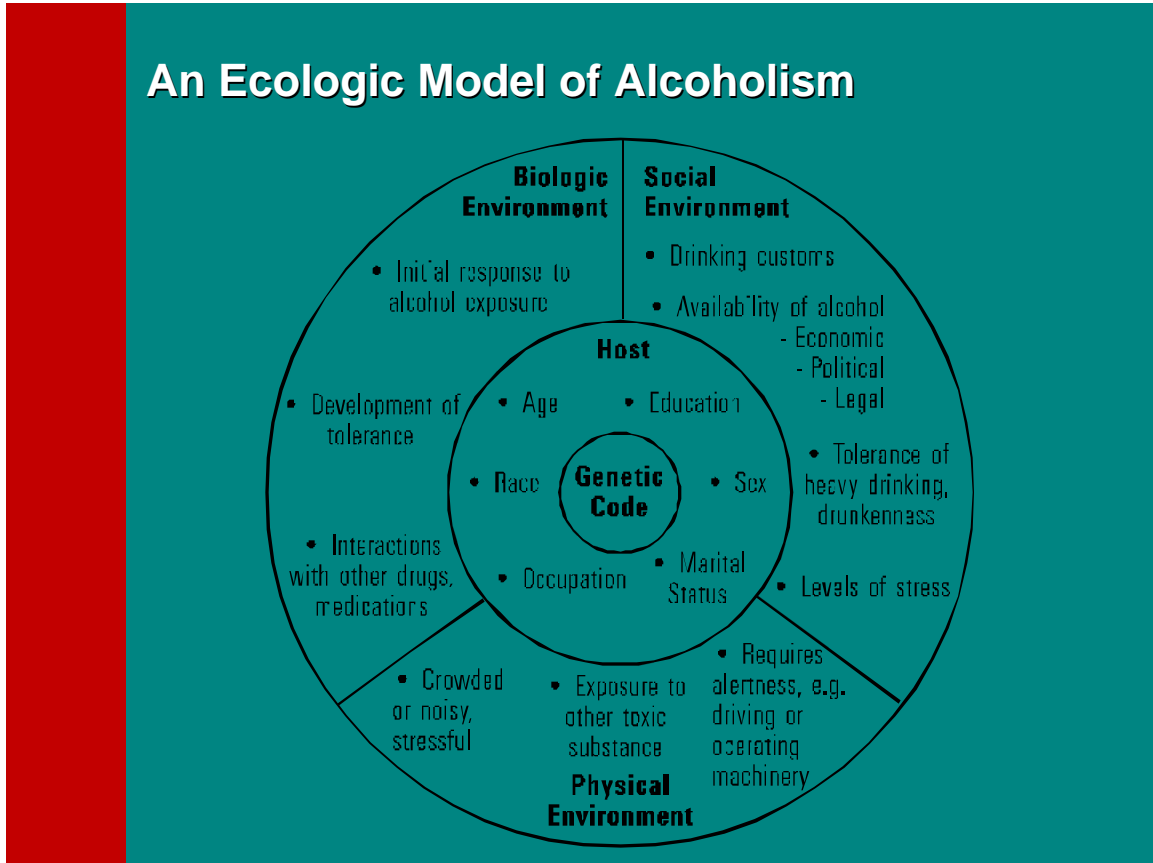 An Ecologic Model of Alcoholism
Biologic
Environment
• Initial response to
alcohol exposure
• Development of
tolerance
• Interactions
with other drugs,
medications
Social
Environment
• Drinking customs
• Availability of alcohol
- Economic
- Political
- Legal
• Tolerance of
heavy drinking,
drunkenness
• Levels of stress
Host
• Age
• Education
• Race
• Sex
• Occupation
• Marital
Status
Genetic
Code
• Crowded
or noisy,
stressful
• Exposure to
other toxic
substance
• Requires
alertness, e.g.
driving or
operating
machinery
Physical
Environment